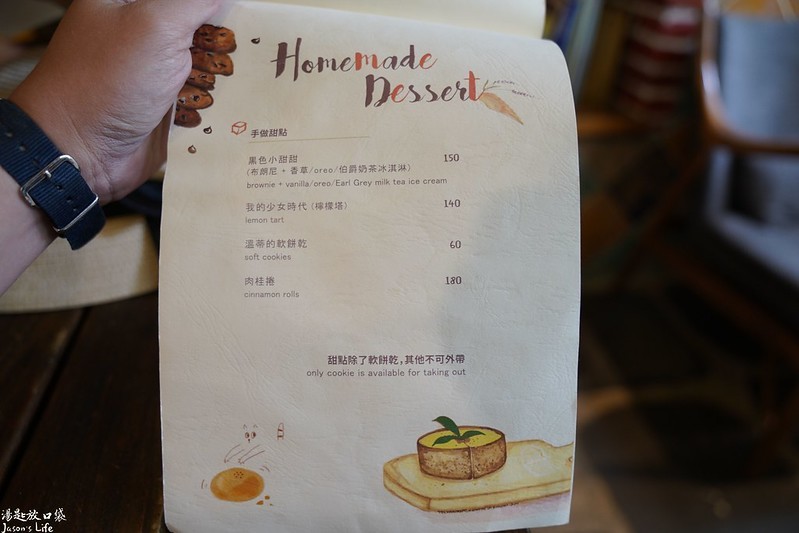 Homemade
Dessert
手做甜點
黑色小甜甜 150
(布朗尼 + 香草/oreo/伯爵奶茶冰淇淋)
brownie + vanilla/oreo/Earl Grey milk tea ice cream
我的少女時代 (檸檬塔) 140
lemon tart
溫蒂的軟餅乾 60
soft cookies
肉桂捲 180
cinnamon rolls
甜點除了軟餅乾,其他不可外帶
only cookie is available for taking out
湯匙放口袋
Jason's Life